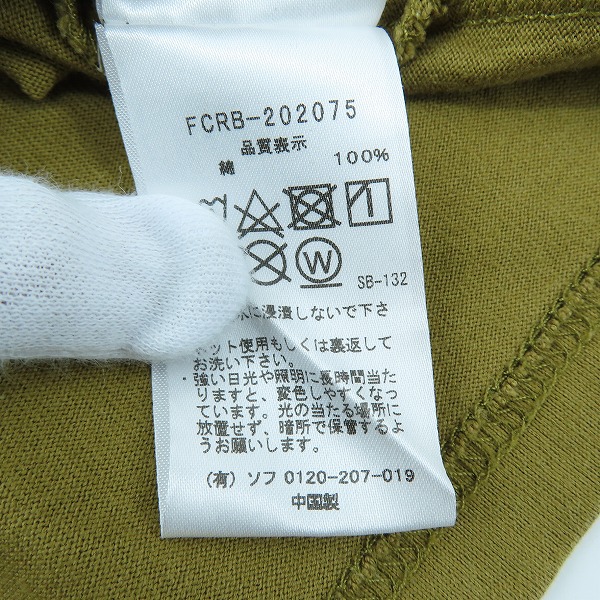 FCRB-202075
品質表示
綿 100%
W
SB-132
に浸漬しないで下さ
ネット使用もしくは裏返して
お洗い下さい。
・強い日光や照明に長時間当た
りますと、変色しやすくなっ
ています。光の当たる場所に
放置せず、暗所で保管するよ
うお願いします。
(有) ソフ 0120-207-019
中国製